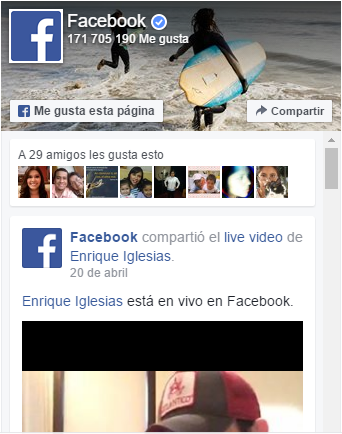 Facebook
171 705 190 Me gusta
Me gusta esta página
Compartir
A 29 amigos les gusta esto
Facebook compartió el live video de
Enrique Iglesias.
20 de abril
Enrique Iglesias está en vivo en Facebook.